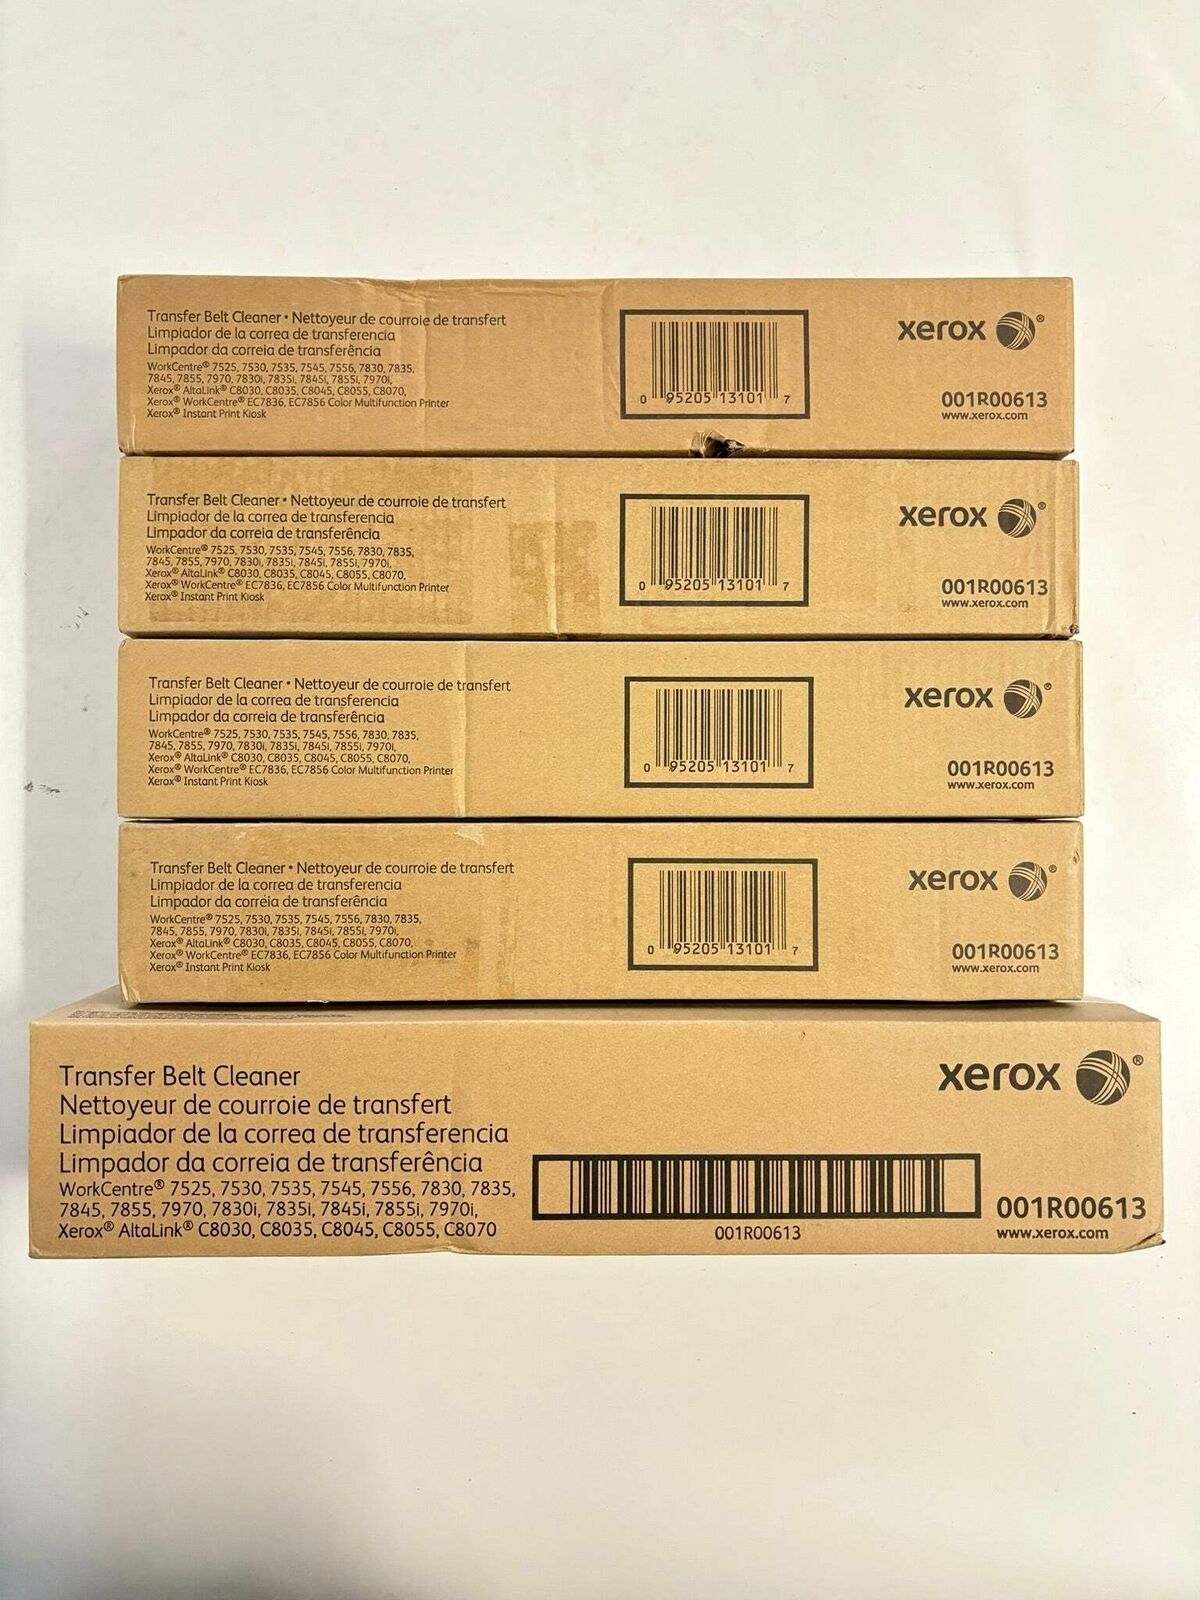 Transfer Belt Cleaner • Nettoyeur de courroie de transfert
Limpiador de la correa de transferencia
Limpador da correia de transferência
WorkCentre® 7525, 7530, 7535, 7545, 7556, 7830, 7835,
7845, 7855, 7970, 7830i, 7835i, 7845i, 7855i, 7970i,
Xerox® AltaLink® C8030, C8035, C8045, C8055, C8070,
Xerox® WorkCentre® EC7836, EC7856 Color Multifunction Printer
Xerox® Instant Print Kiosk
0 95205 13101 7
xerox®
001R00613
www.xerox.com
Transfer Belt Cleaner • Nettoyeur de courroie de transfert
Limpiador de la correa de transferencia
Limpador da correia de transferência
WorkCentre® 7525, 7530, 7535, 7545, 7556, 7830, 7835,
7845, 7855, 7970, 7830i, 7835i, 7845i, 7855i, 7970i,
Xerox® AltaLink® C8030, C8035, C8045, C8055, C8070,
Xerox® WorkCentre® EC7836, EC7856 Color Multifunction Printer
Xerox® Instant Print Kiosk
0 95205 13101 7
xerox®
001R00613
www.xerox.com
Transfer Belt Cleaner • Nettoyeur de courroie de transfert
Limpiador de la correa de transferencia
Limpador da correia de transferência
WorkCentre® 7525, 7530, 7535, 7545, 7556, 7830, 7835,
7845, 7855, 7970, 7830i, 7835i, 7845i, 7855i, 7970i,
Xerox® AltaLink® C8030, C8035, C8045, C8055, C8070,
Xerox® WorkCentre® EC7836, EC7856 Color Multifunction Printer
Xerox® Instant Print Kiosk
0 95205 13101 7
xerox®
001R00613
www.xerox.com
Transfer Belt Cleaner • Nettoyeur de courroie de transfert
Limpiador de la correa de transferencia
Limpador da correia de transferência
WorkCentre® 7525, 7530, 7535, 7545, 7556, 7830, 7835,
7845, 7855, 7970, 7830i, 7835i, 7845i, 7855i, 7970i,
Xerox® AltaLink® C8030, C8035, C8045, C8055, C8070,
Xerox® WorkCentre® EC7836, EC7856 Color Multifunction Printer
Xerox® Instant Print Kiosk
0 95205 13101 7
xerox®
001R00613
www.xerox.com
Transfer Belt Cleaner
Nettoyeur de courroie de transfert
Limpiador de la correa de transferencia
Limpador da correia de transferência
WorkCentre® 7525, 7530, 7535, 7545, 7556, 7830, 7835,
7845, 7855, 7970, 7830i, 7835i, 7845i, 7855i, 7970i,
Xerox® AltaLink® C8030, C8035, C8045, C8055, C8070
001R00613
xerox®
001R00613
www.xerox.com